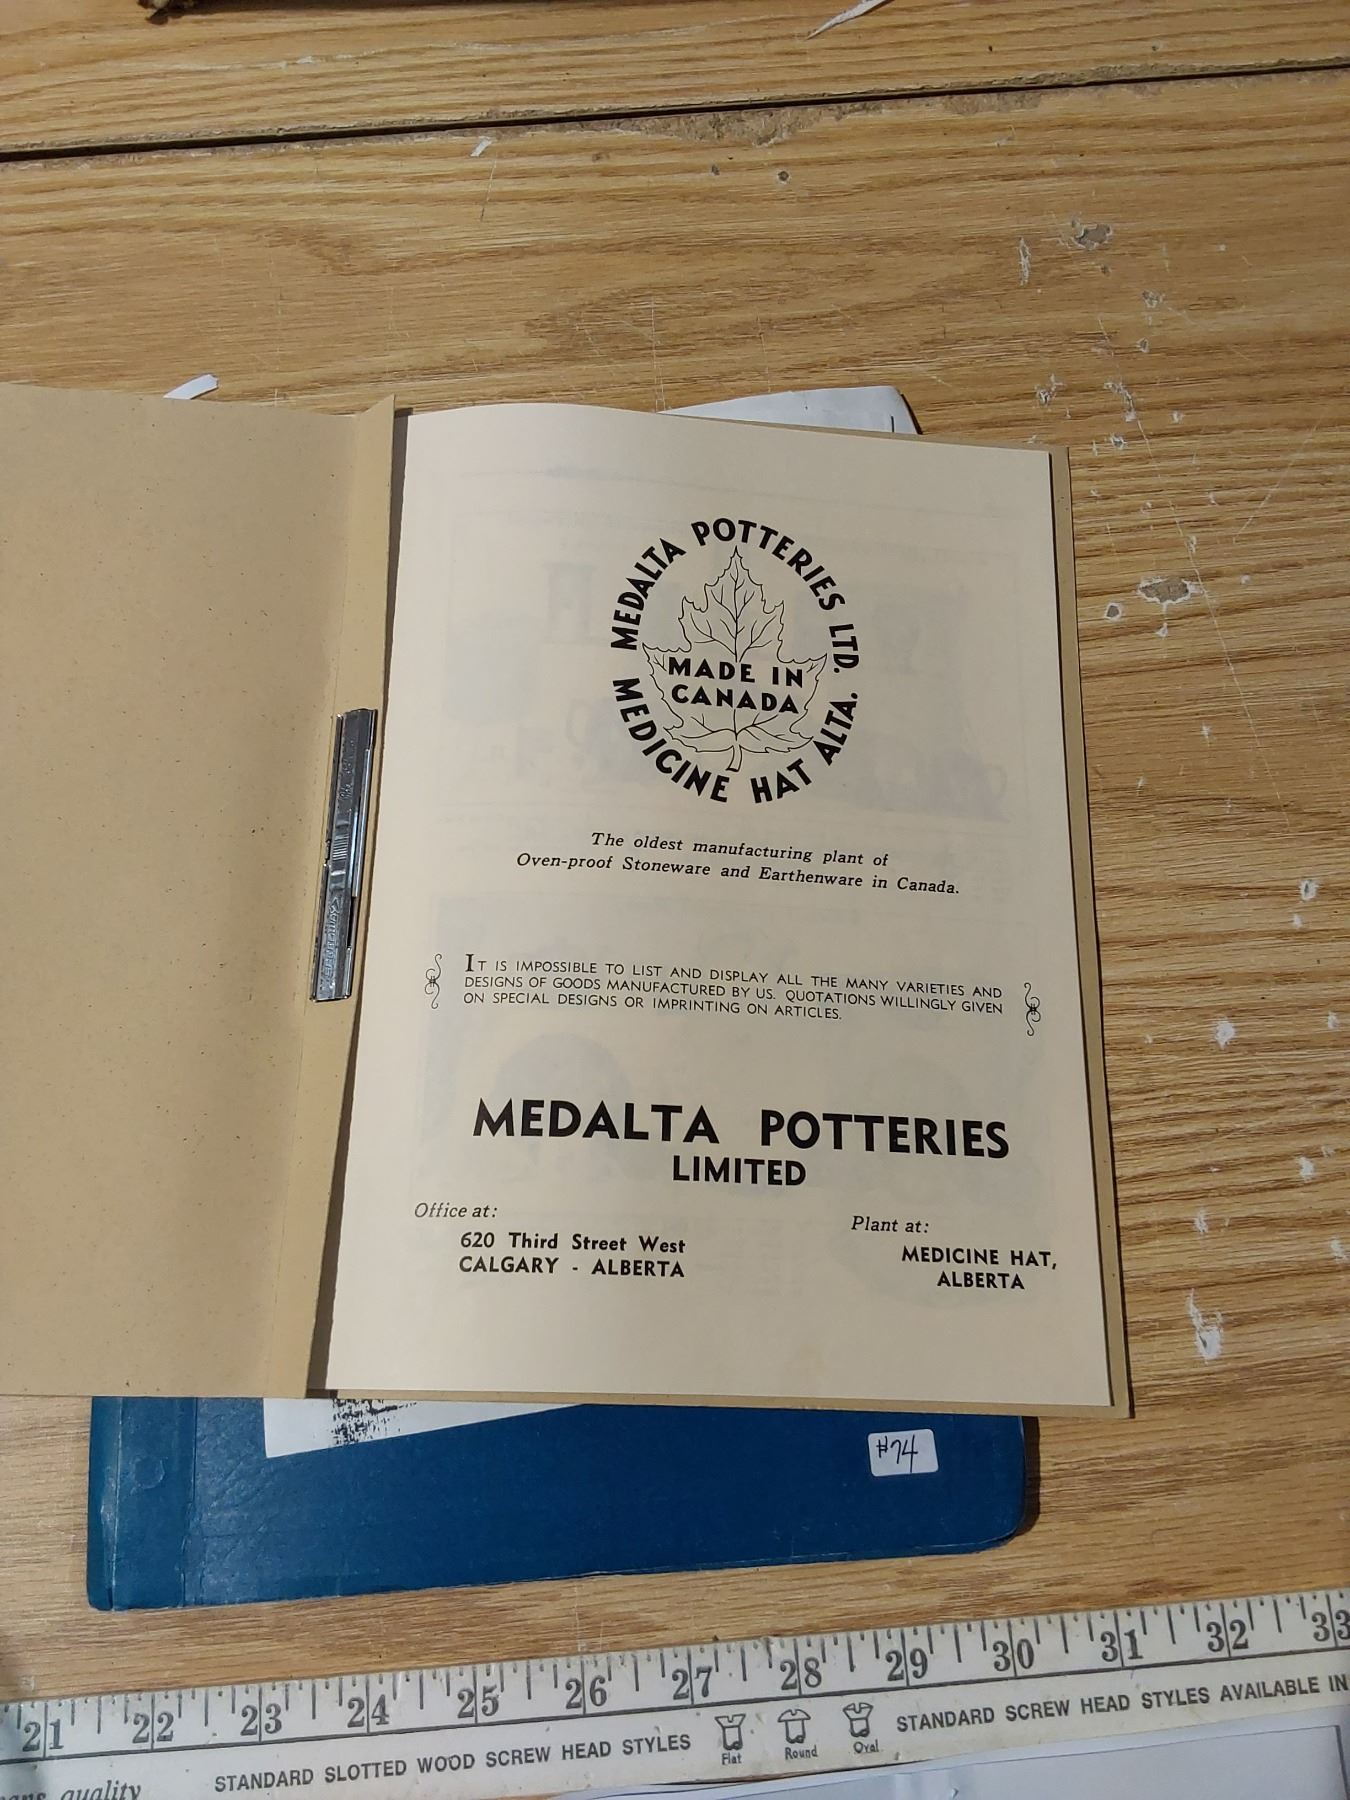 MEDALTA POTTERIES LTD.
MEDICINE HAT ALTA.
MADE IN
CANADA
The oldest manufacturing plant of
Oven-proof Stoneware and Earthenware in Canada.
IT IS IMPOSSIBLE TO LIST AND DISPLAY ALL THE MANY VARIETIES AND
DESIGNS OF GOODS MANUFACTURED BY US. QUOTATIONS WILLINGLY GIVEN
ON SPECIAL DESIGNS OR IMPRINTING ON ARTICLES.
MEDALTA POTTERIES
LIMITED
Office at:
620 Third Street West
CALGARY - ALBERTA
Plant at:
MEDICINE HAT,
ALBERTA
#74
21 22 23 24 25 26 27 28 29 30 31 32 33
quality
STANDARD SLOTTED WOOD SCREW HEAD STYLES
Flat Round Oval
STANDARD SCREW HEAD STYLES AVAILABLE IN